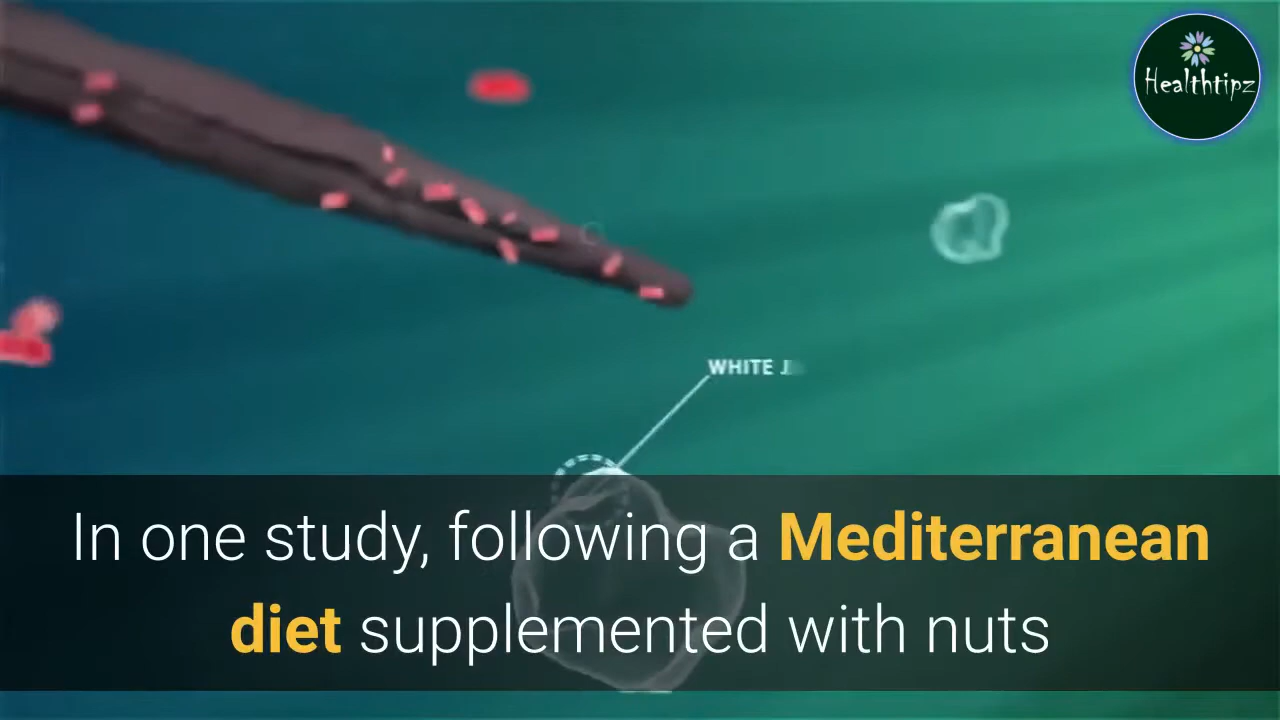 Healthtipz
WHITE
In one study, following a Mediterranean
diet supplemented with nuts